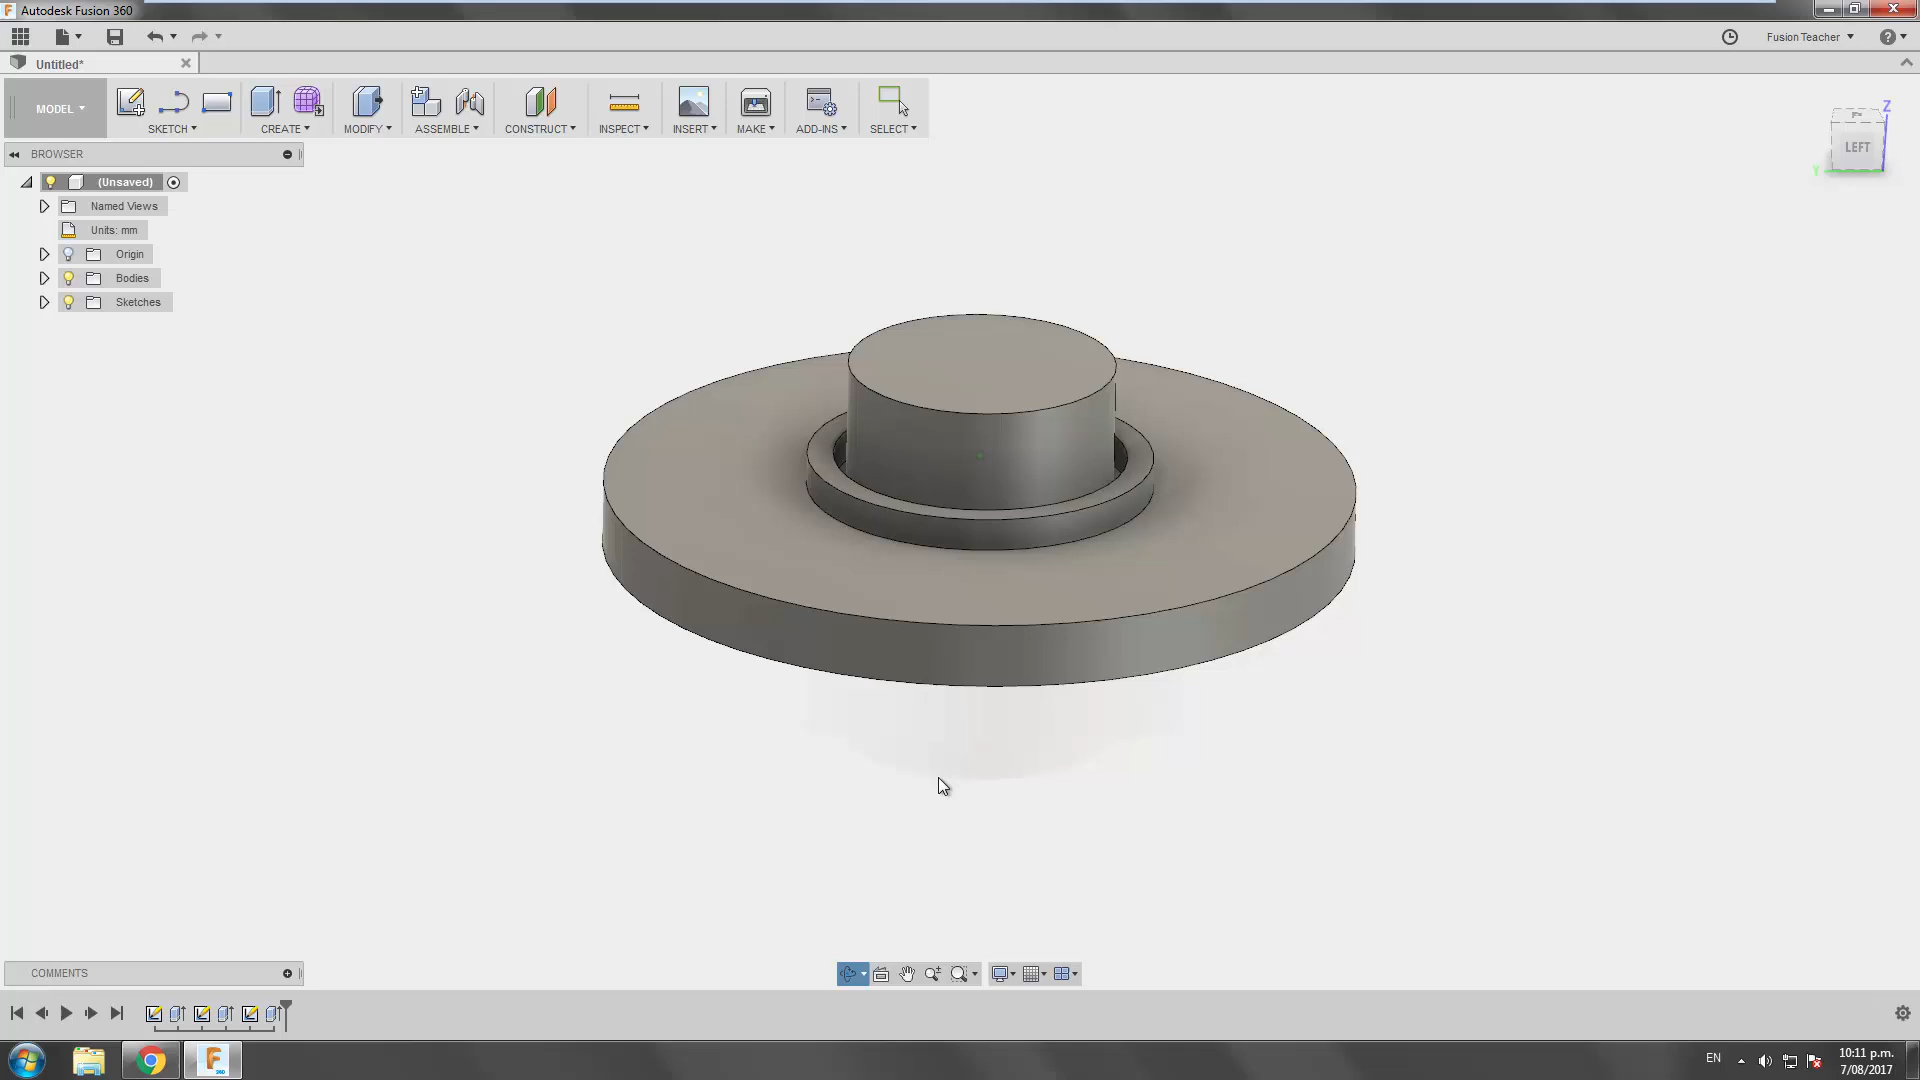 Autodesk Fusion 360
Fusion Teacher
Untitled*
MODEL
SKETCH
CREATE
MODIFY
ASSEMBLE
CONSTRUCT
INSPECT
INSERT
MAKE
ADD-INS
SELECT
Z
LEFT
Y
BROWSER
(Unsaved)
Named Views
Units: mm
Origin
Bodies
Sketches
COMMENTS
EN
10:11 p.m.
7/08/2017